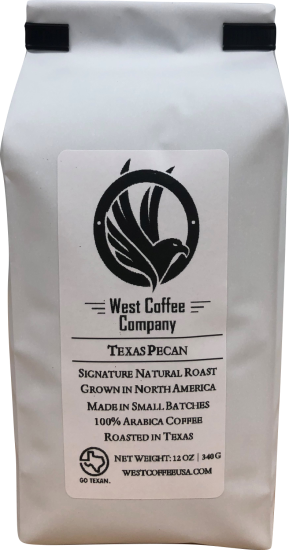 West Coffee
Company
TEXAS PECAN
SIGNATURE NATURAL ROAST
GROWN IN NORTH AMERICA
MADE IN SMALL BATCHES
100% ARABICA COFFEE
ROASTED IN TEXAS
NET WEIGHT: 12 OZ | 340 G
GO TEXAN.
WESTCOFFEEUSA.COM